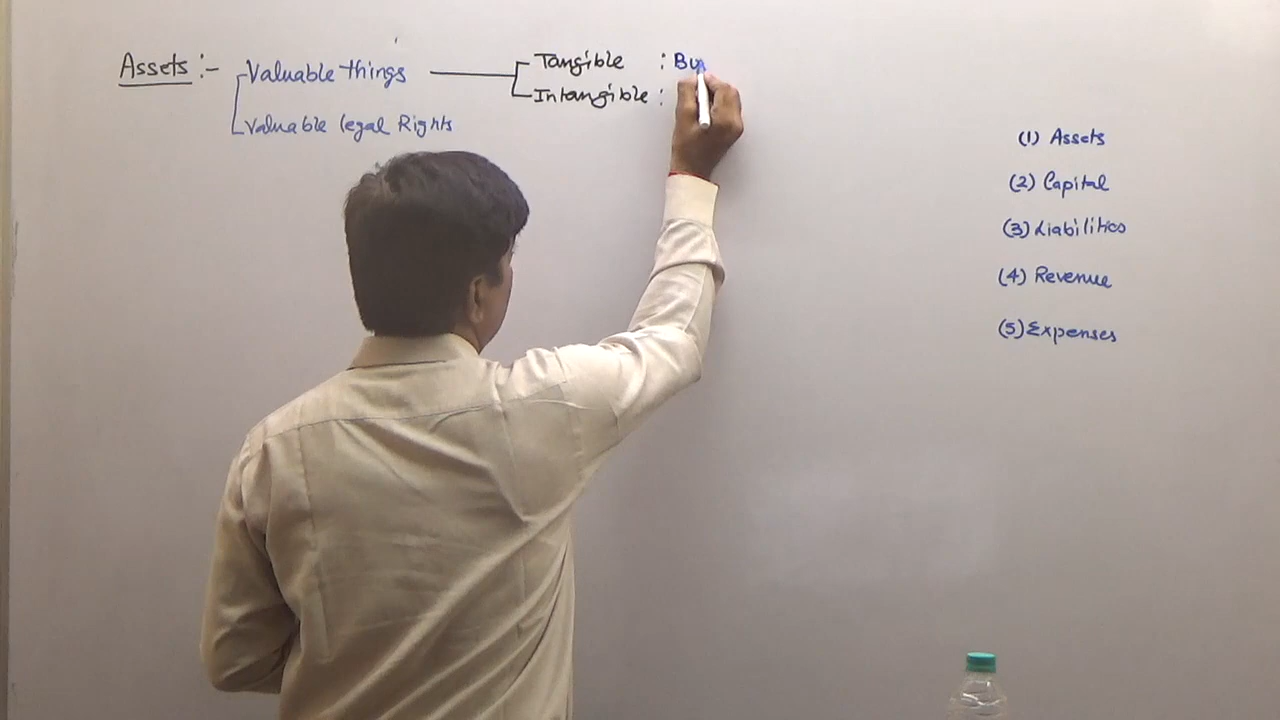 Assets :- Valuable things Tangible : Bu
Intangible :
Valuable legal Rights
(1) Assets
(2) Capital
(3) Liabilities
(4) Revenue
(5) Expenses